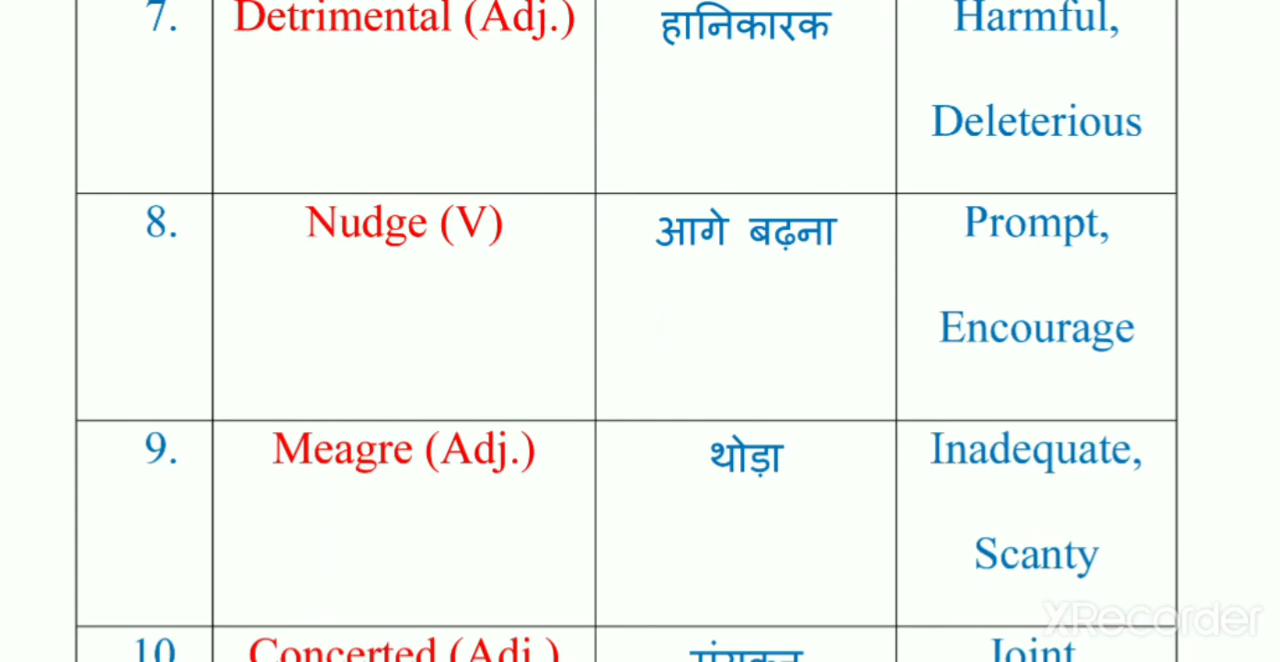 7. Detrimental (Adj.) हानिकारक Harmful,
Deleterious
8. Nudge (V) आगे बढ़ना Prompt,
Encourage
9. Meagre (Adj.) थोड़ा Inadequate,
Scanty
XRecorder
10 Concerted (Adj.) Joint